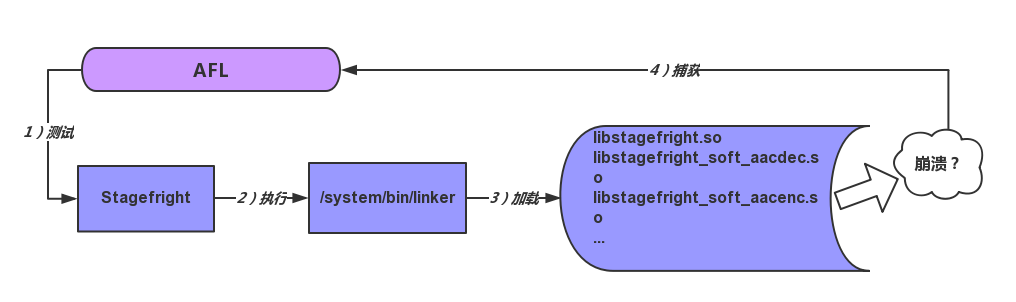 AFL
4）捕获
1）测试
Stagefright
2）执行
/system/bin/linker
3）加载
libstagefright.so
libstagefright_soft_aacdec.s
o
libstagefright_soft_aacenc.s
o
...
崩溃？